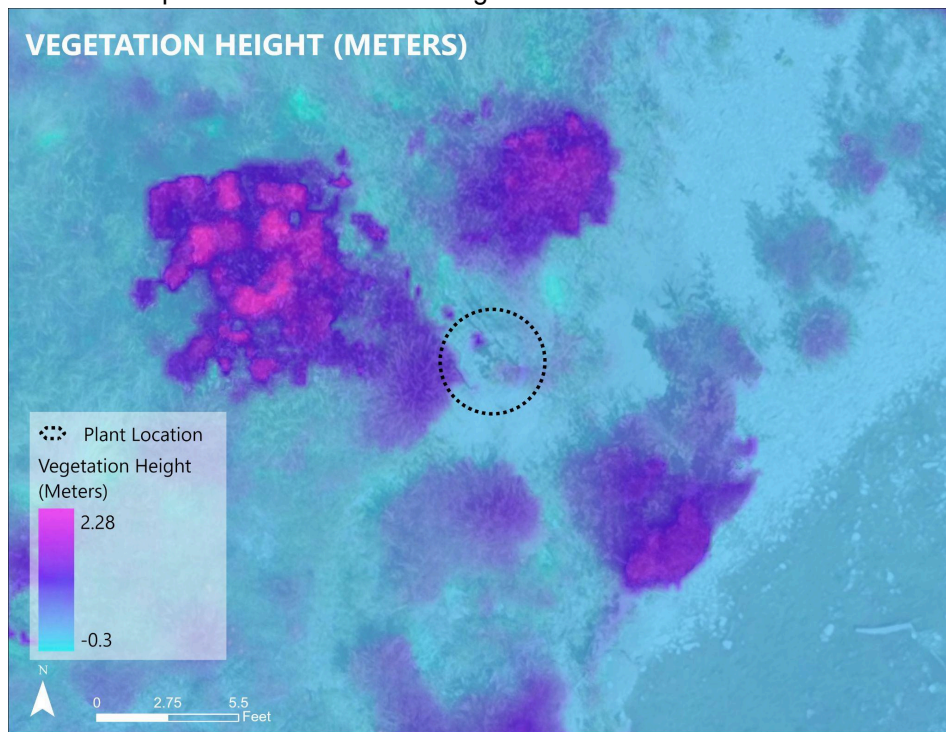 VEGETATION HEIGHT (METERS)
Plant Location
Vegetation Height
(Meters)
2.28
-0.3
N
0 2.75 5.5
Feet